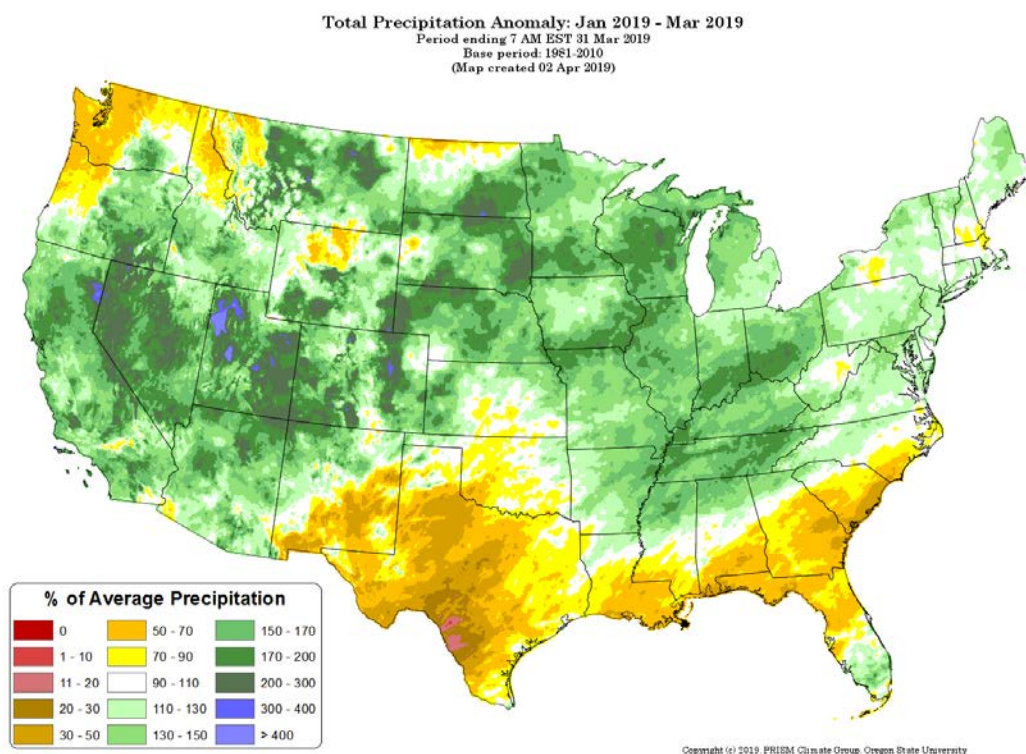 Total Precipitation Anomaly: Jan 2019 - Mar 2019
Period ending 7 AM EST 31 Mar 2019
Base period: 1981-2010
(Map created 02 Apr 2019)
% of Average Precipitation
0
1 - 10
11 - 20
20 - 30
30 - 50
50 - 70
70 - 90
90 - 110
110 - 130
130 - 150
150 - 170
170 - 200
200 - 300
300 - 400
> 400
Copyright (c) 2019, PRISM Climate Group, Oregon State University